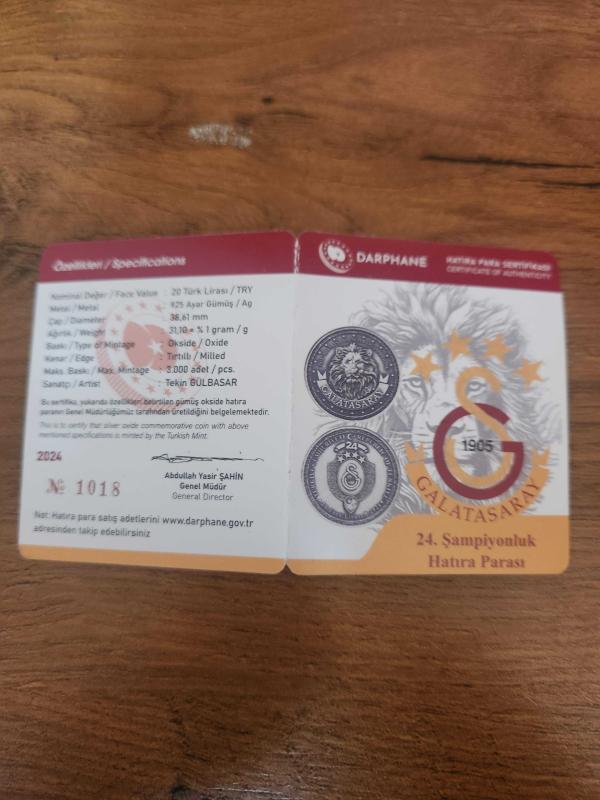 Özellikleri / Specifications
Nominal Değer / Face Value : 20 Türk Lirası / TRY
Metal / Metal : 925 Ayar Gümüş / Ag
Çap / Diameter : 38,61 mm
Ağırlık / Weight : 31,10 ± % 1 gram / g
Baskı / Type of Mintage : Okside / Oxide
Kenar / Edge : Tırtıllı / Milled
Maks. Baskı / Max. Mintage : 3.000 adet / pcs.
Sanatçı / Artist : Tekin GÜLBASAR
Bu sertifika, yukarıda özellikleri belirtilen gümüş okside hatıra
paranın Genel Müdürlüğümüz tarafından üretildiğini belgelemektedir.
This is to certify that silver oxide commemorative coin with above
mentioned specifications is minted by the Turkish Mint.
2024
Abdullah Yasir ŞAHİN
Genel Müdür
General Director
№ 1018
Not: Hatıra para satış adetlerini www.darphane.gov.tr
adresinden takip edebilirsiniz
DARPHANE
HATIRA PARA SERTİFİKASI
CERTIFICATE OF AUTHENTICITY
GALATASARAY
24
1905
GALATASARAY
24. Şampiyonluk
Hatıra Parası